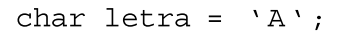 char letra = ‘A‘;